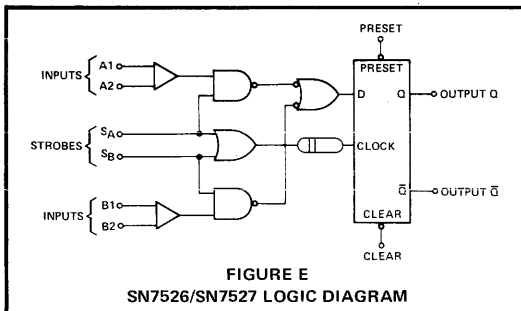 PRESET
PRESET
INPUTS
A1
A2
D
Q
OUTPUT Q
STROBES
SA
SB
CLOCK
INPUTS
B1
B2
Q̅
OUTPUT Q̅
CLEAR
CLEAR
FIGURE E
SN7526/SN7527 LOGIC DIAGRAM